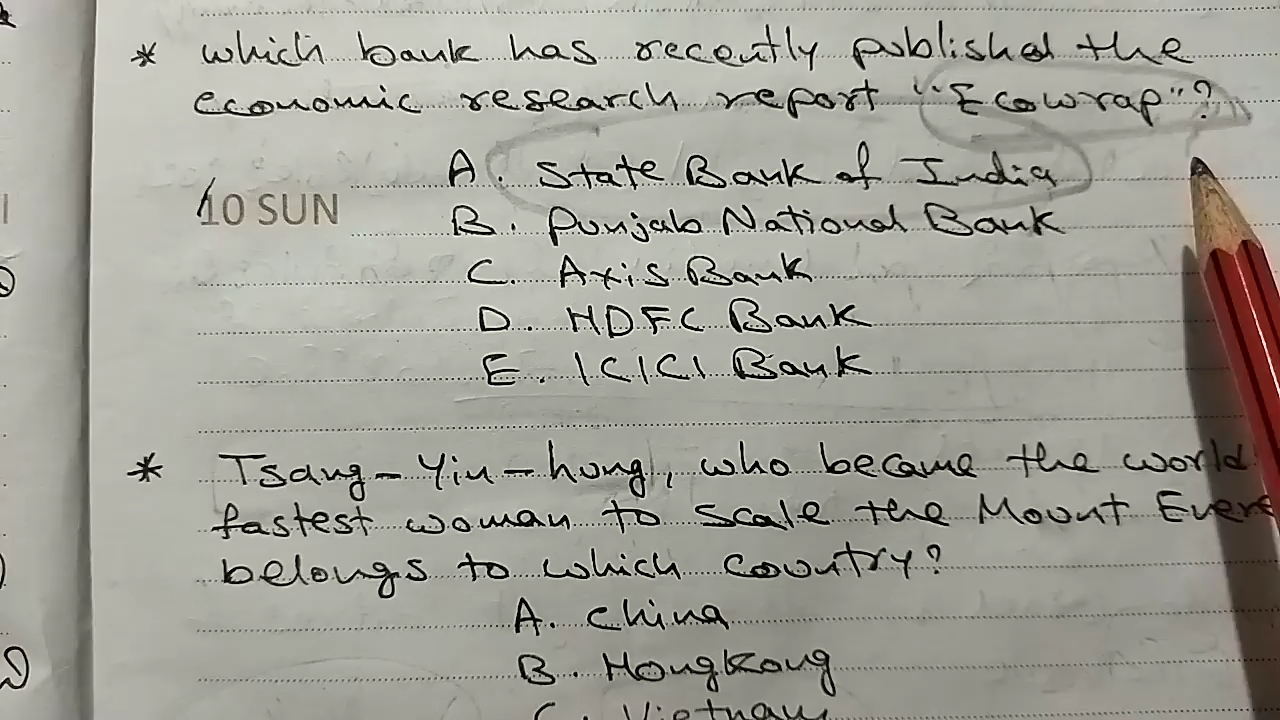 * which bank has recently published the
economic research report "Ecowrap"?
A. State Bank of India
10 SUN
B. Punjab National Bank
C. Axis Bank
D. HDFC Bank
E. ICICI Bank
* Tsang-Yin-hung, who became the world
fastest woman to scale the Mount Evere
belongs to which country?
A. China
B. HongKong
C. Vietnam